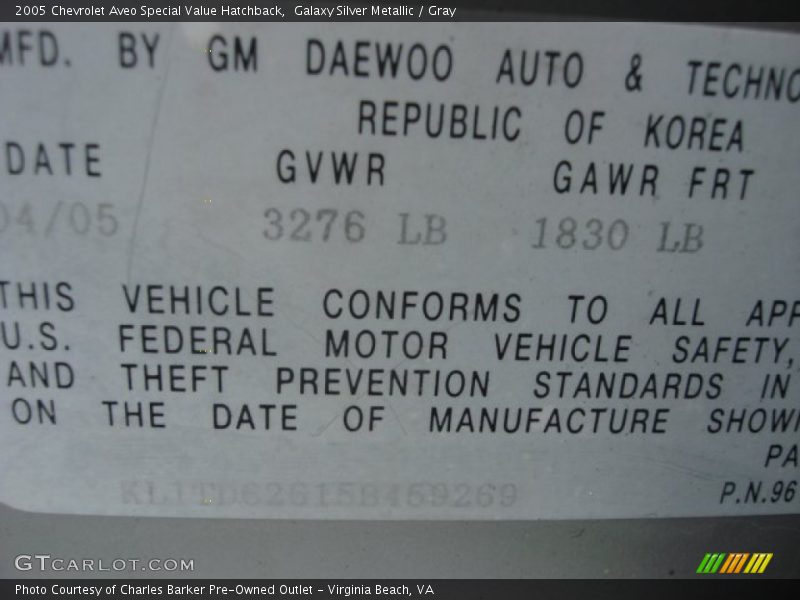 2005 Chevrolet Aveo Special Value Hatchback,  Galaxy Silver Metallic / Gray
MFD. BY GM DAEWOO AUTO & TECHNO
REPUBLIC OF KOREA
DATE GVWR GAWR FRT
04/05 3276 LB 1830 LB
THIS VEHICLE CONFORMS TO ALL APP
U.S. FEDERAL MOTOR VEHICLE SAFETY,
AND THEFT PREVENTION STANDARDS IN
ON THE DATE OF MANUFACTURE SHOWN
PA
KL1TD62615B469269 P.N.96
GTCARLOT.COM
Photo Courtesy of Charles Barker Pre-Owned Outlet - Virginia Beach, VA